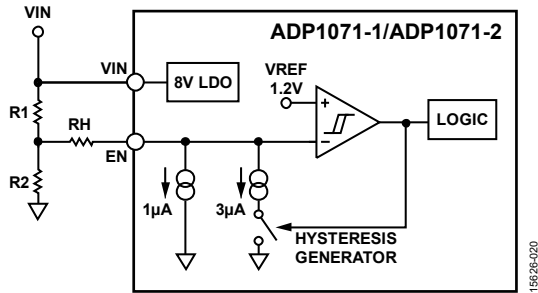 VIN
ADP1071-1/ADP1071-2
VIN
8V LDO
VREF
1.2V
R1
RH
EN
R2
+
−
LOGIC
1µA
3µA
HYSTERESIS
GENERATOR
15626-020